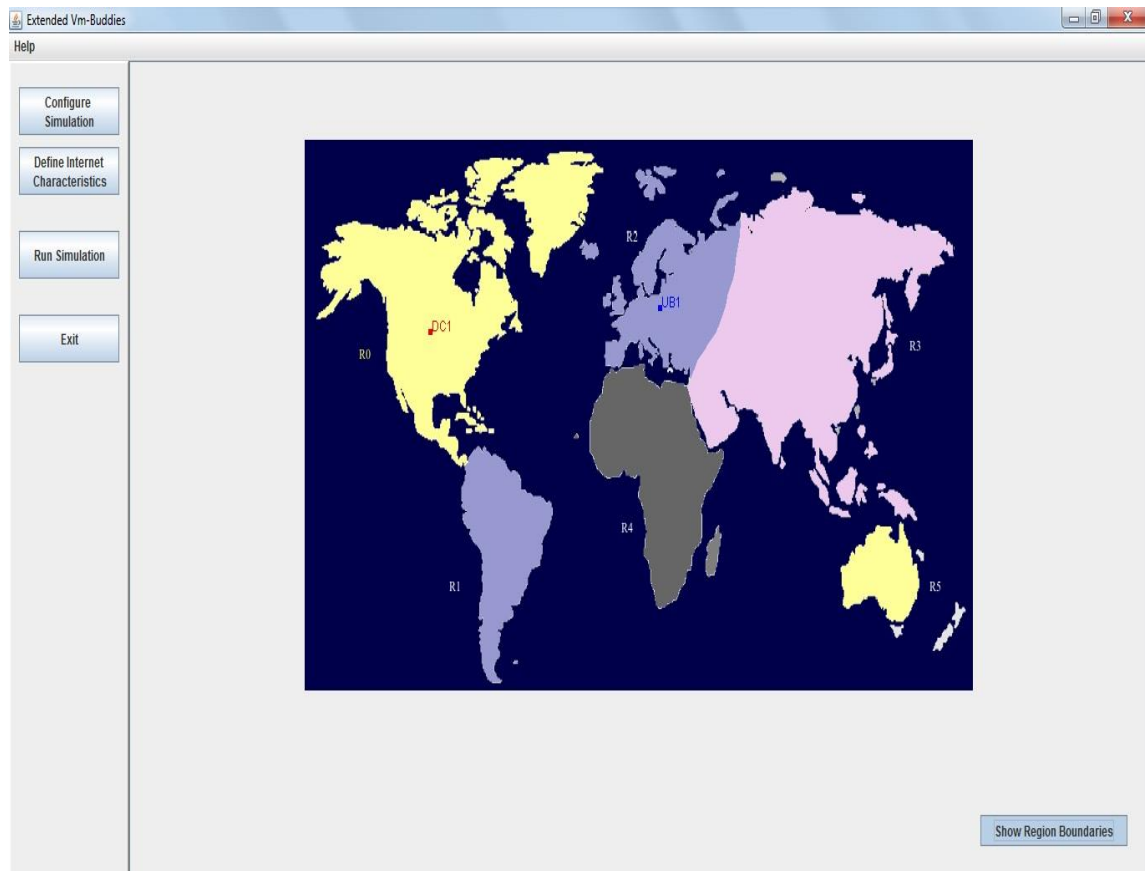 Extended Vm-Buddies
Help
Configure
Simulation
Define Internet
Characteristics
Run Simulation
Exit
R2
UB1
DC1
R0
R3
R4
R1
R5
Show Region Boundaries